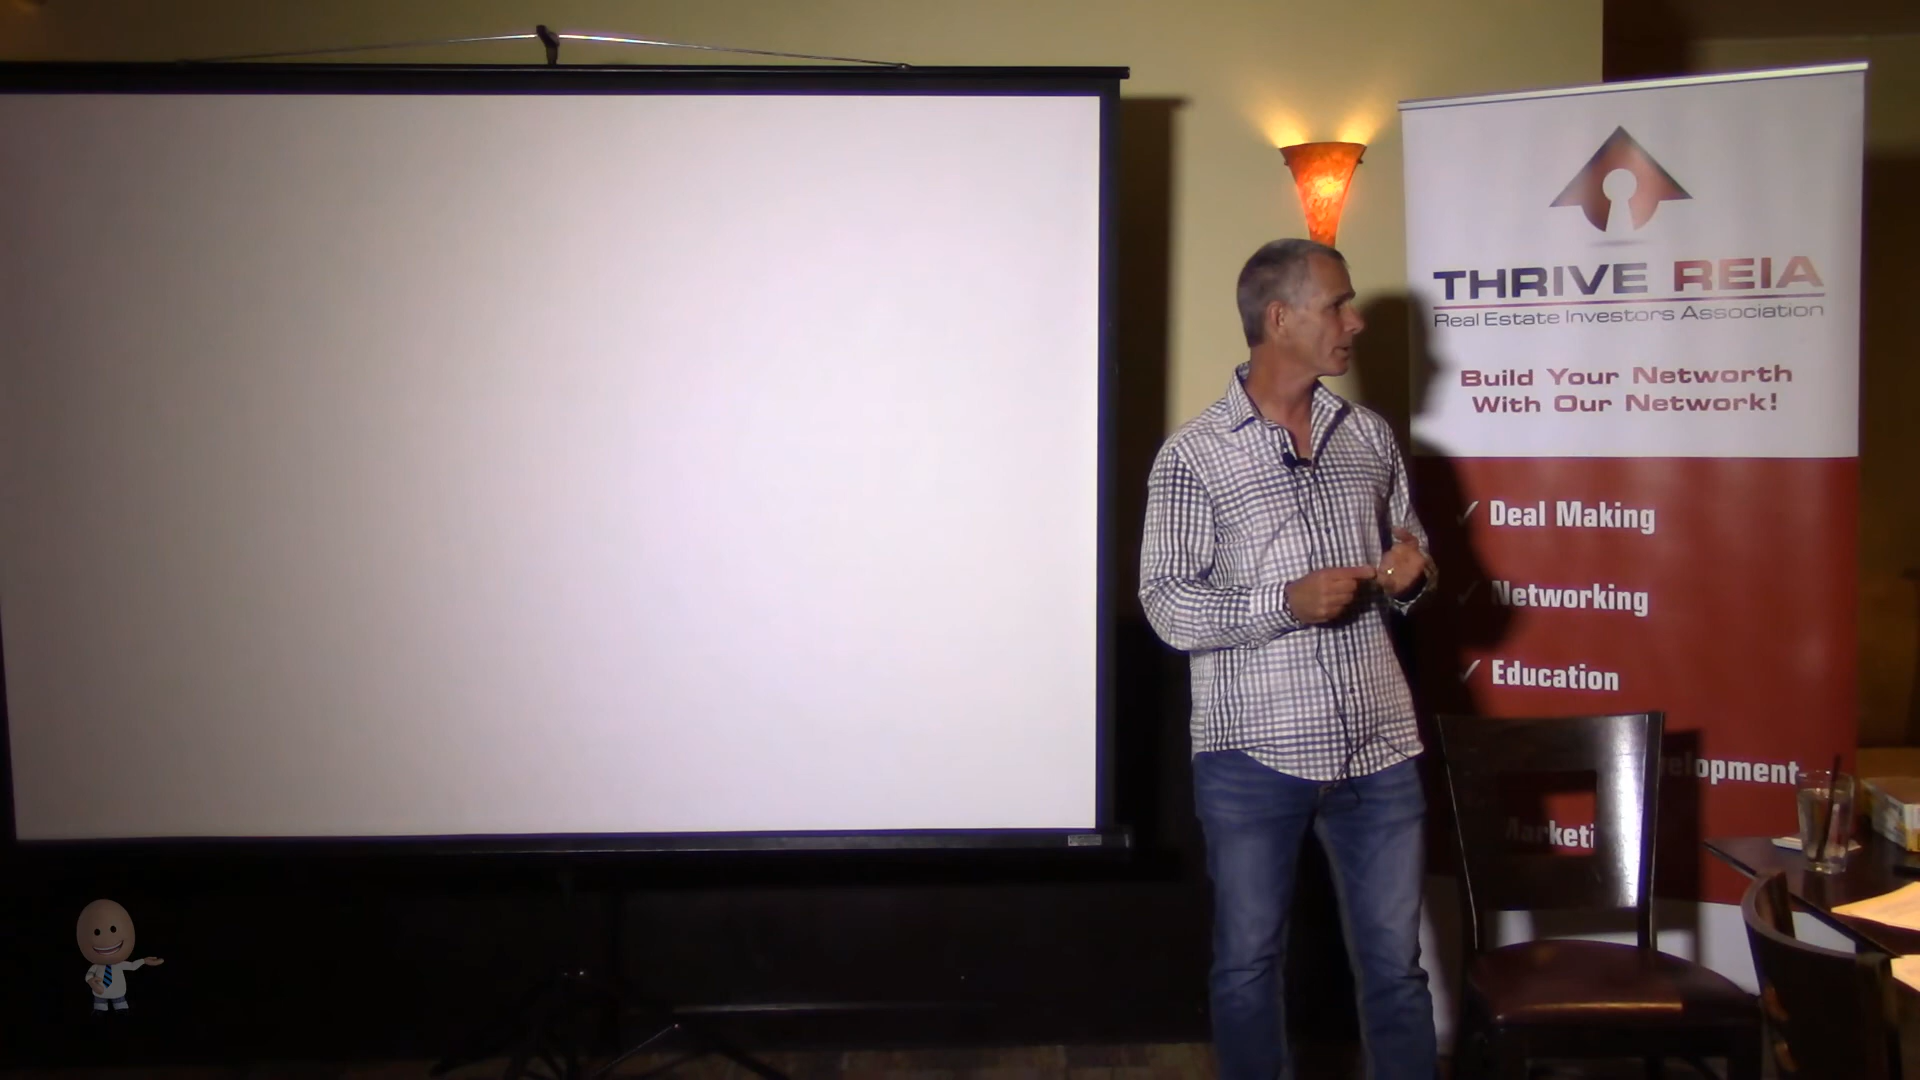 THRIVE REIA
Real Estate Investors Association
Build Your Networth
With Our Network!
✓ Deal Making
✓ Networking
✓ Education